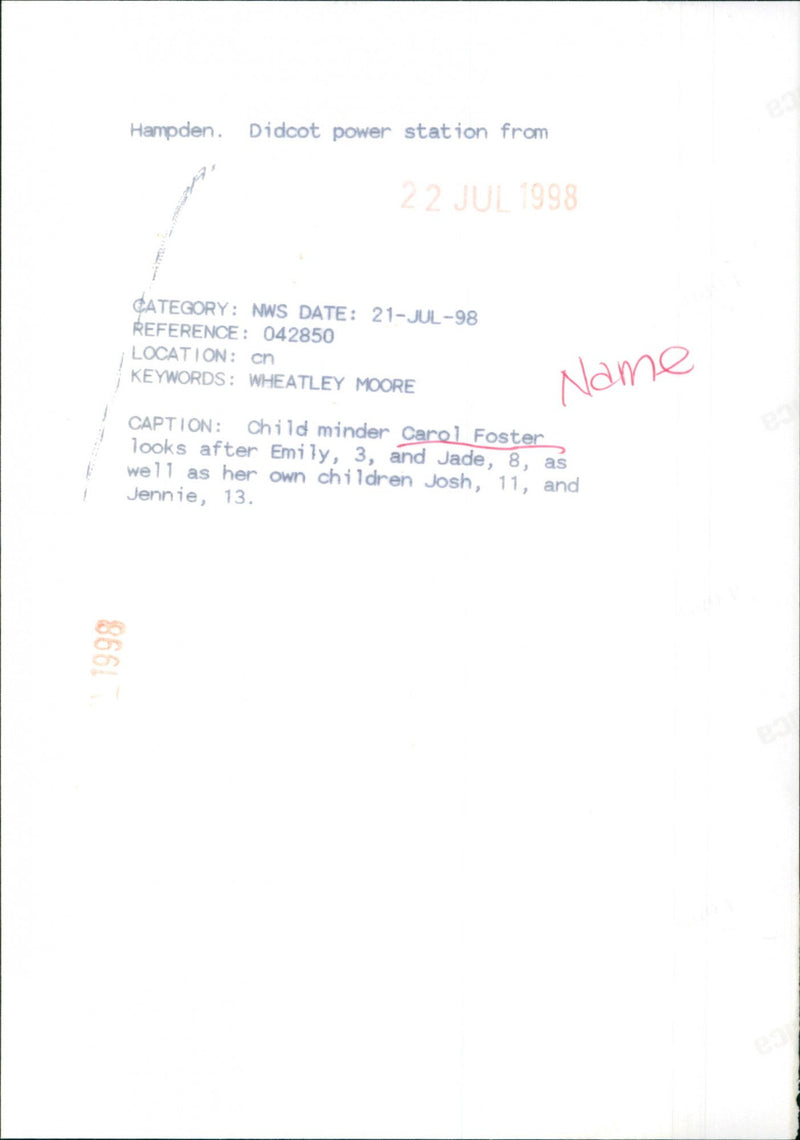 Hampden. Didcot power station from
22 JUL 1998
CATEGORY: NWS DATE: 21-JUL-98
REFERENCE: 042850
LOCATION: cn
KEYWORDS: WHEATLEY MOORE
Name
CAPTION: Child minder Carol Foster
looks after Emily, 3, and Jade, 8, as
well as her own children Josh, 11, and
Jennie, 13.
L 1998